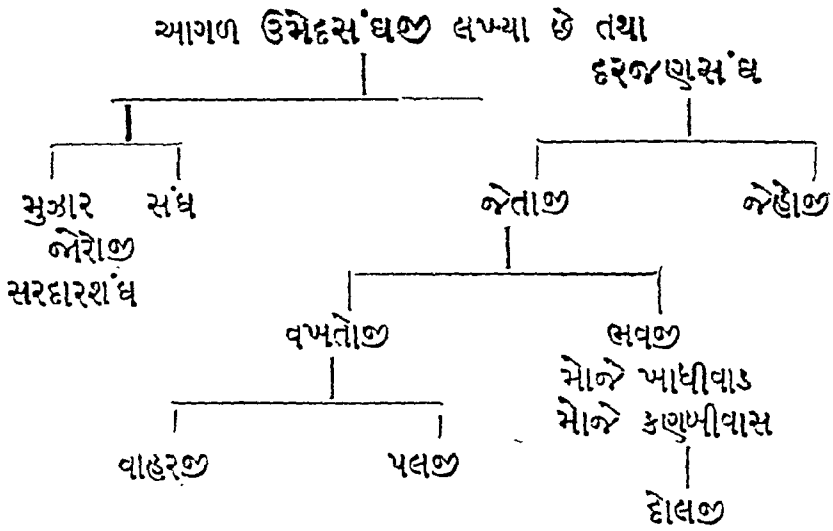 આગળ ઉમેદસંઘજી લખ્યા છે તથા
દરજણસંઘ
મુઝાર સંઘ જેતાજી જેહોજી
જોરોજી
સરદારશંઘ
વખતોજી ભવજી
મોજે ખાધીવાડ
મોજે કણબીવાસ
વાહરજી પલજી
દોલજી